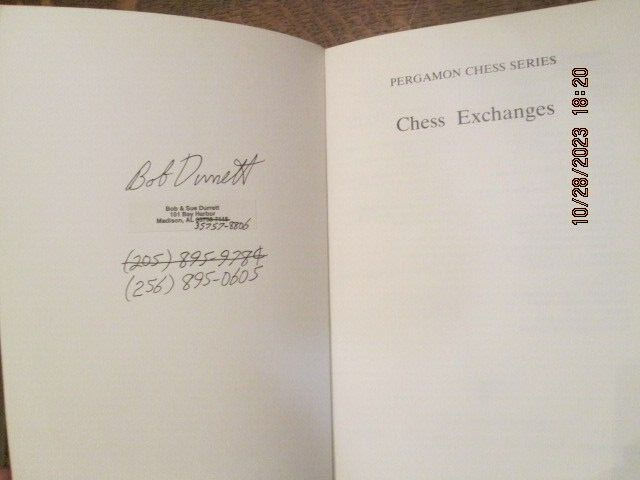 Bob Durrett
Bob & Sue Durrett
101 Bay Harbor
Madison, AL
35757-8806
(205) 895-978
(256) 895-0605
PERGAMON CHESS SERIES
Chess Exchanges
10/28/2023 18:20